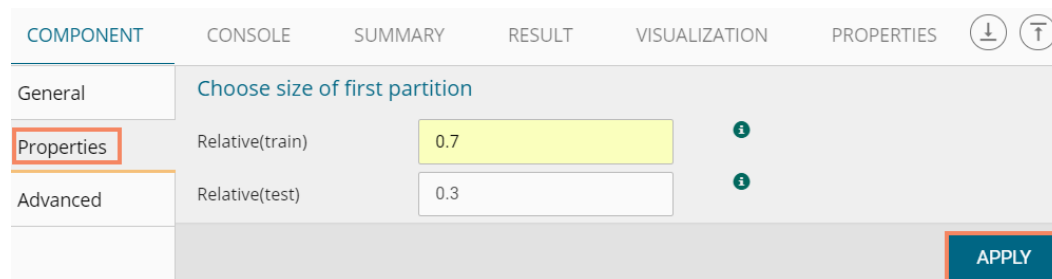 COMPONENT CONSOLE SUMMARY RESULT VISUALIZATION PROPERTIES
General
Choose size of first partition
Properties
Relative(train) 0.7
Advanced
Relative(test) 0.3
APPLY